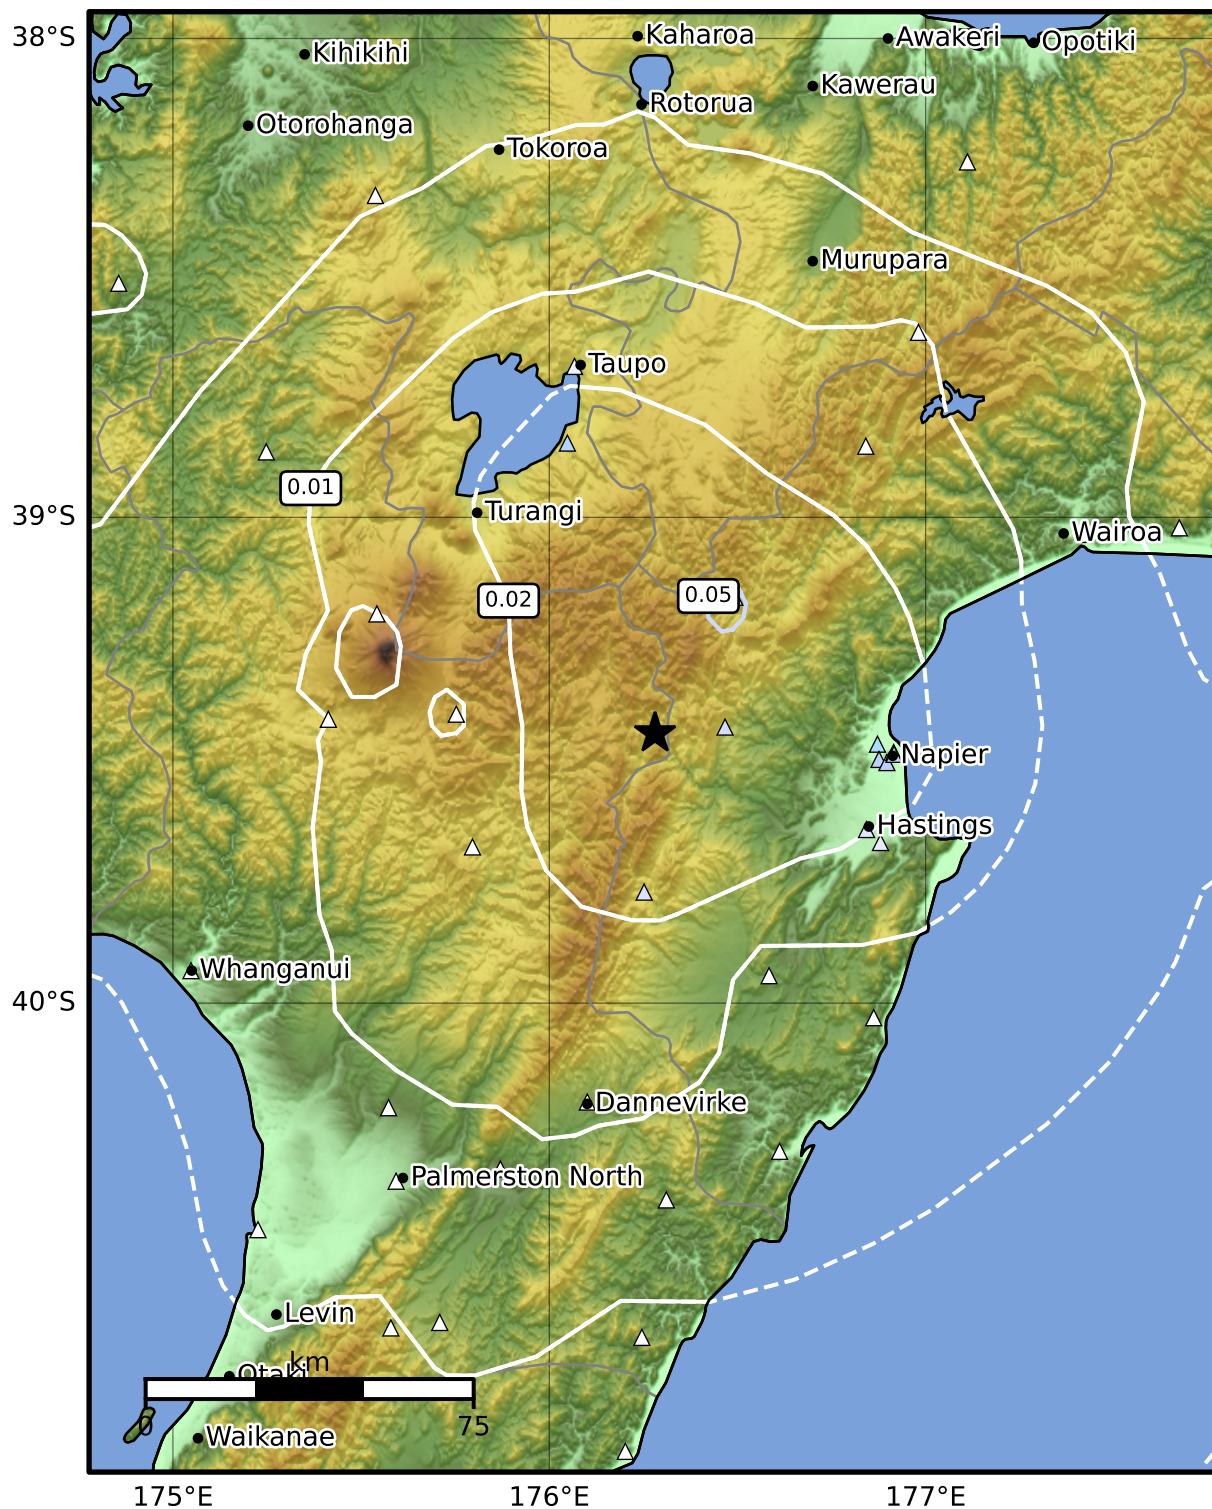 38°S
Kihikihi
Kaharoa
Awakeri
Opotiki
Kawerau
Rotorua
Otorohanga
Tokoroa
Murupara
Taupo
0.01
39°S
Turangi
Wairoa
0.02
0.05
Napier
Hastings
Whanganui
40°S
Dannevirke
Palmerston North
Levin
km
Otaki
0
75
Waikanae
175°E
176°E
177°E